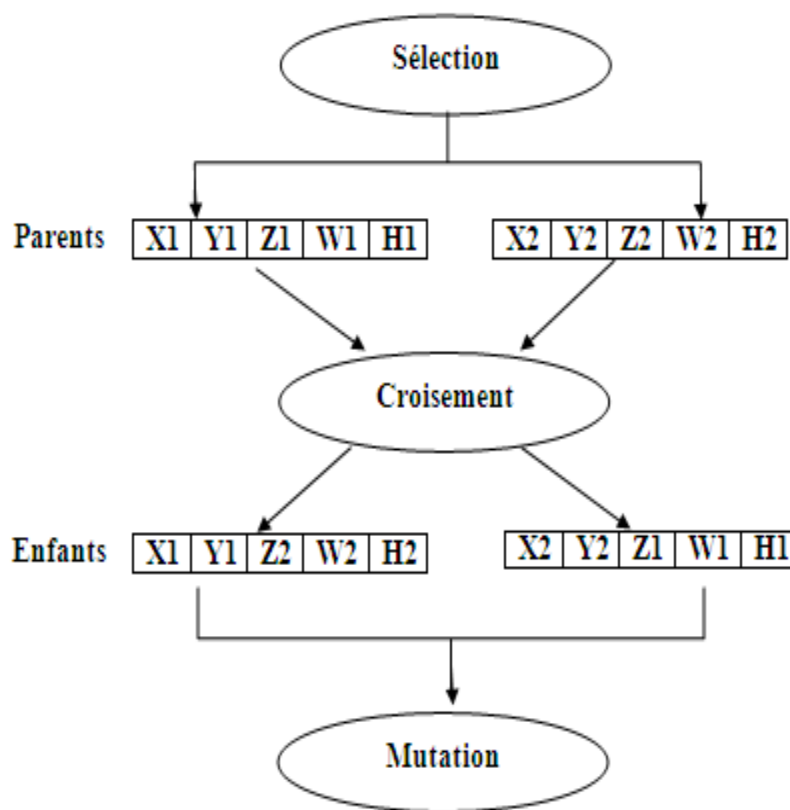 Sélection
Parents X1 Y1 Z1 W1 H1 X2 Y2 Z2 W2 H2
Croisement
Enfants X1 Y1 Z2 W2 H2 X2 Y2 Z1 W1 H1
Mutation